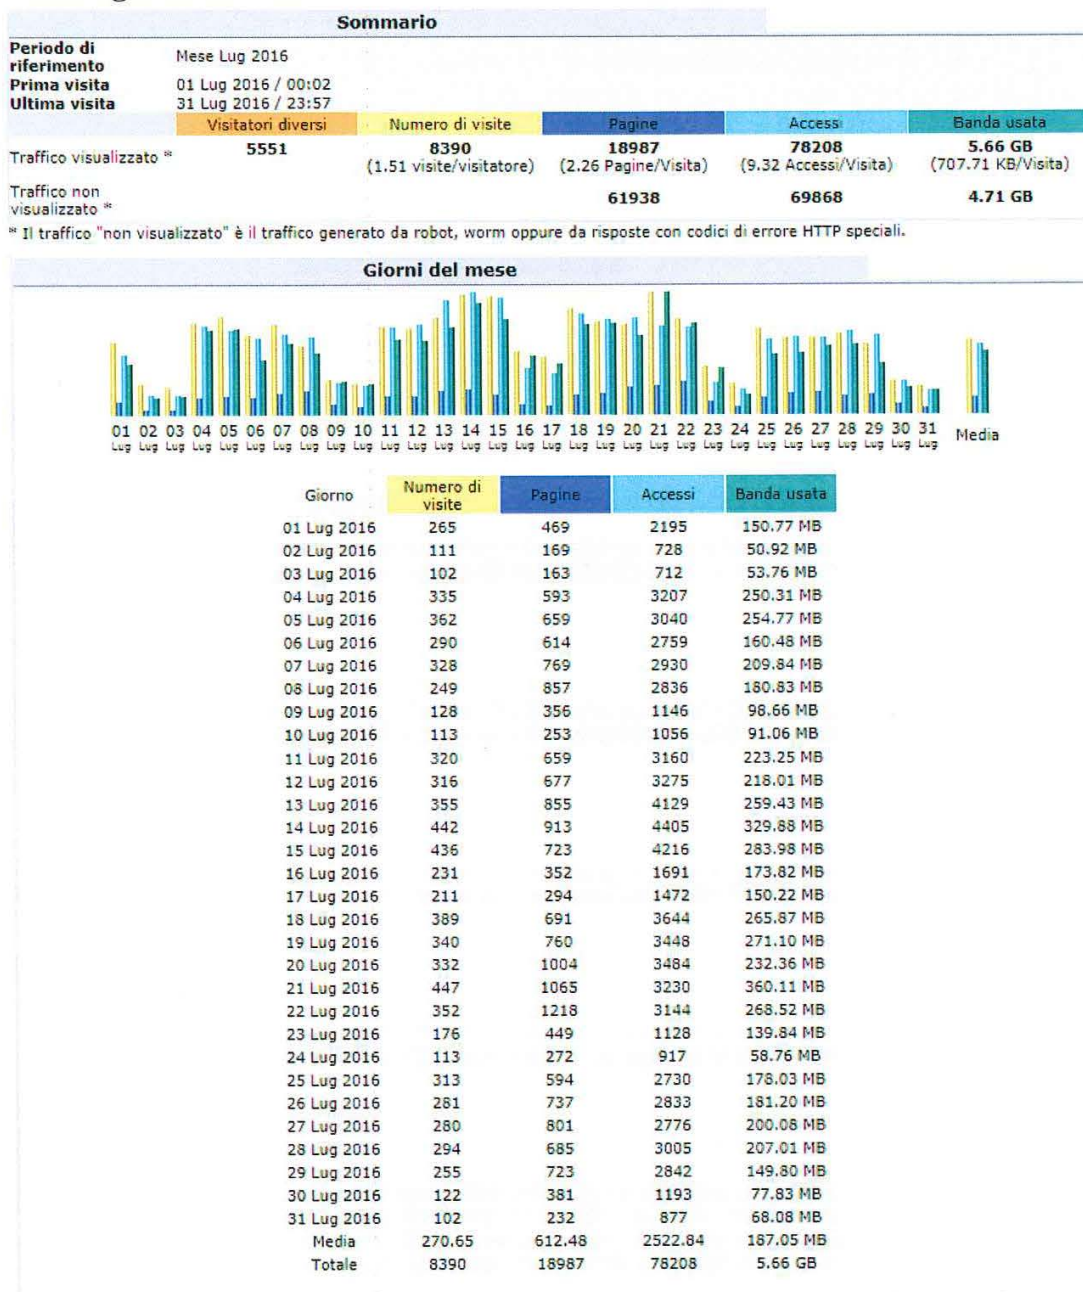 Sommario
Periodo di riferimento Mese Lug 2016
Prima visita 01 Lug 2016 / 00:02
Ultima visita 31 Lug 2016 / 23:57
Visitatori diversi Numero di visite Pagine Accessi Banda usata
Traffico visualizzato * 5551 8390 18987 78208 5.66 GB
(1.51 visite/visitatore) (2.26 Pagine/Visita) (9.32 Accessi/Visita) (707.71 KB/Visita)
Traffico non visualizzato * 61938 69868 4.71 GB
* Il traffico "non visualizzato" è il traffico generato da robot, worm oppure da risposte con codici di errore HTTP speciali.
Giorni del mese
01 02 03 04 05 06 07 08 09 10 11 12 13 14 15 16 17 18 19 20 21 22 23 24 25 26 27 28 29 30 31 Media
Lug Lug Lug Lug Lug Lug Lug Lug Lug Lug Lug Lug Lug Lug Lug Lug Lug Lug Lug Lug Lug Lug Lug Lug Lug Lug Lug Lug Lug Lug Lug
Giorno Numero di visite Pagine Accessi Banda usata
01 Lug 2016 265 469 2195 150.77 MB
02 Lug 2016 111 169 728 50.92 MB
03 Lug 2016 102 163 712 53.76 MB
04 Lug 2016 335 593 3207 250.31 MB
05 Lug 2016 362 659 3040 254.77 MB
06 Lug 2016 290 614 2759 160.48 MB
07 Lug 2016 328 769 2930 209.84 MB
08 Lug 2016 249 857 2836 180.83 MB
09 Lug 2016 128 356 1146 98.66 MB
10 Lug 2016 113 253 1056 91.06 MB
11 Lug 2016 320 659 3160 223.25 MB
12 Lug 2016 316 677 3275 218.01 MB
13 Lug 2016 355 855 4129 259.43 MB
14 Lug 2016 442 913 4405 329.88 MB
15 Lug 2016 436 723 4216 283.98 MB
16 Lug 2016 231 352 1691 173.82 MB
17 Lug 2016 211 294 1472 150.22 MB
18 Lug 2016 389 691 3644 265.87 MB
19 Lug 2016 340 760 3448 271.10 MB
20 Lug 2016 332 1004 3484 232.36 MB
21 Lug 2016 447 1065 3230 360.11 MB
22 Lug 2016 352 1218 3144 268.52 MB
23 Lug 2016 176 449 1128 139.84 MB
24 Lug 2016 113 272 917 58.76 MB
25 Lug 2016 313 594 2730 178.03 MB
26 Lug 2016 281 737 2833 181.20 MB
27 Lug 2016 280 801 2776 200.08 MB
28 Lug 2016 294 685 3005 207.01 MB
29 Lug 2016 255 723 2842 149.80 MB
30 Lug 2016 122 381 1193 77.83 MB
31 Lug 2016 102 232 877 68.08 MB
Media 270.65 612.48 2522.84 187.05 MB
Totale 8390 18987 78208 5.66 GB